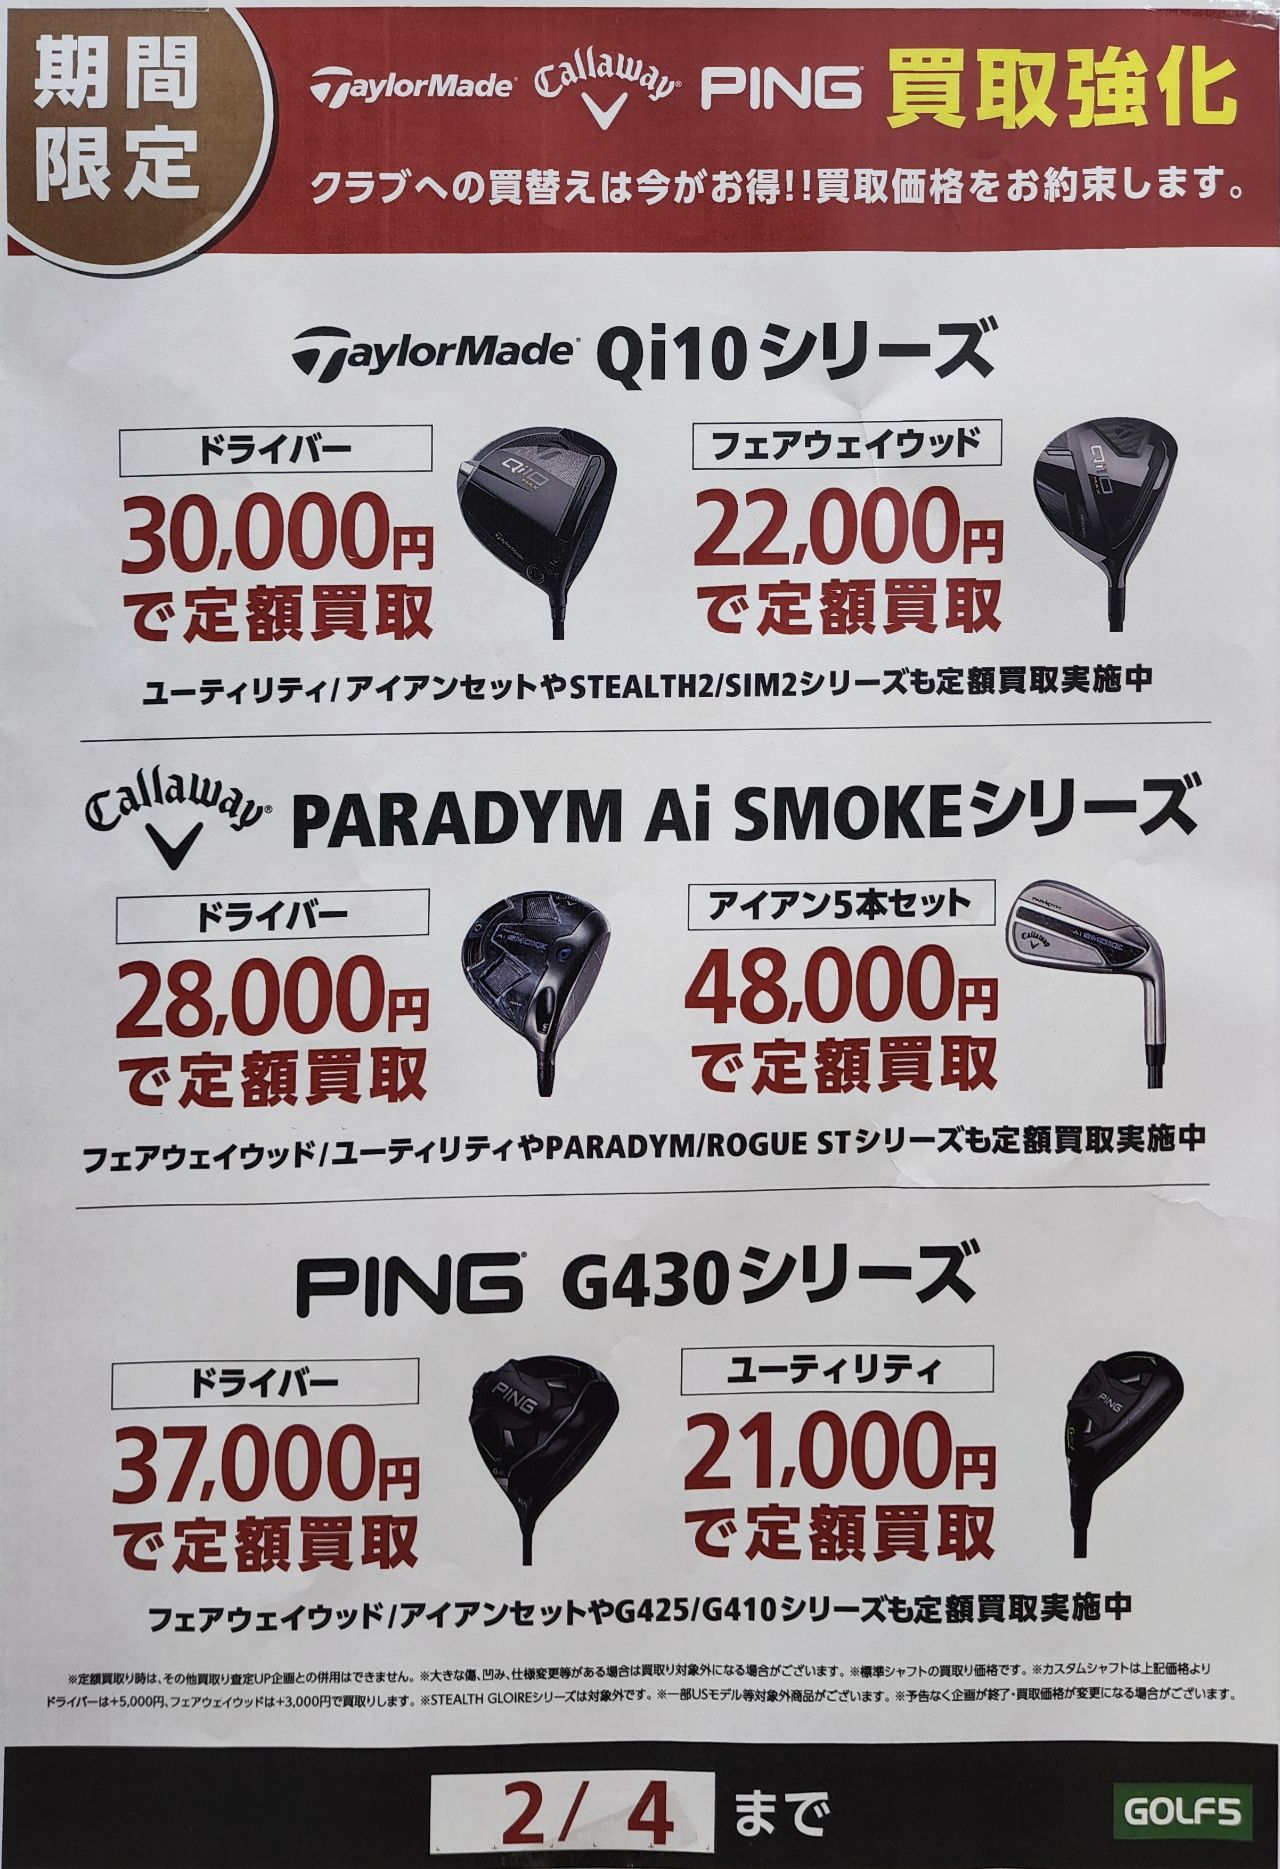 期間
限定
TaylorMade Callaway PING 買取強化
クラブへの買替えは今がお得!!買取価格をお約束します。
TaylorMade Qi10シリーズ
ドライバー
30,000円
で定額買取
フェアウェイウッド
22,000円
で定額買取
ユーティリティ/アイアンセットやSTEALTH2/SIM2シリーズも定額買取実施中
Callaway PARADYM Ai SMOKEシリーズ
ドライバー
28,000円
で定額買取
アイアン5本セット
48,000円
で定額買取
フェアウェイウッド/ユーティリティやPARADYM/ROGUE STシリーズも定額買取実施中
PING G430シリーズ
ドライバー
37,000円
で定額買取
ユーティリティ
21,000円
で定額買取
フェアウェイウッド/アイアンセットやG425/G410シリーズも定額買取実施中
※定額買取り時は、その他買取り査定UP企画との併用はできません。※大きな傷、凹み、仕様変更等がある場合は買取り対象外になる場合がございます。※標準シャフトの買取り価格です。※カスタムシャフトは上記価格より
ドライバーは+5,000円、フェアウェイウッドは+3,000円で買取りします。※STEALTH GLOIREシリーズは対象外です。※一部USモデル等対象外商品がございます。※予告なく企画が終了・買取価格が変更になる場合がございます。
2/ 4 まで
GOLF5